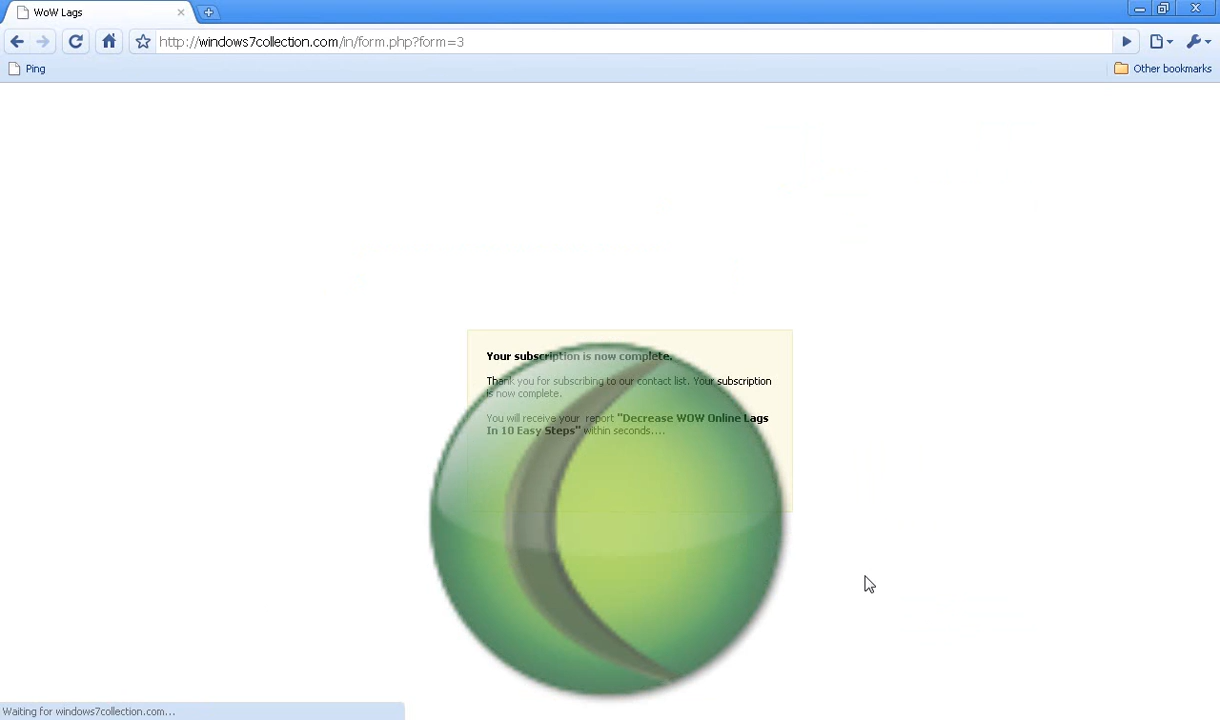 WoW Lags
http://windows7collection.com/in/form.php?form=3
Ping
Other bookmarks
Your subscription is now complete.
Thank you for subscribing to our contact list. Your subscription
is now complete.
You will receive your report "Decrease WOW Online Lags
In 10 Easy Steps" within seconds....
Waiting for windows7collection.com...